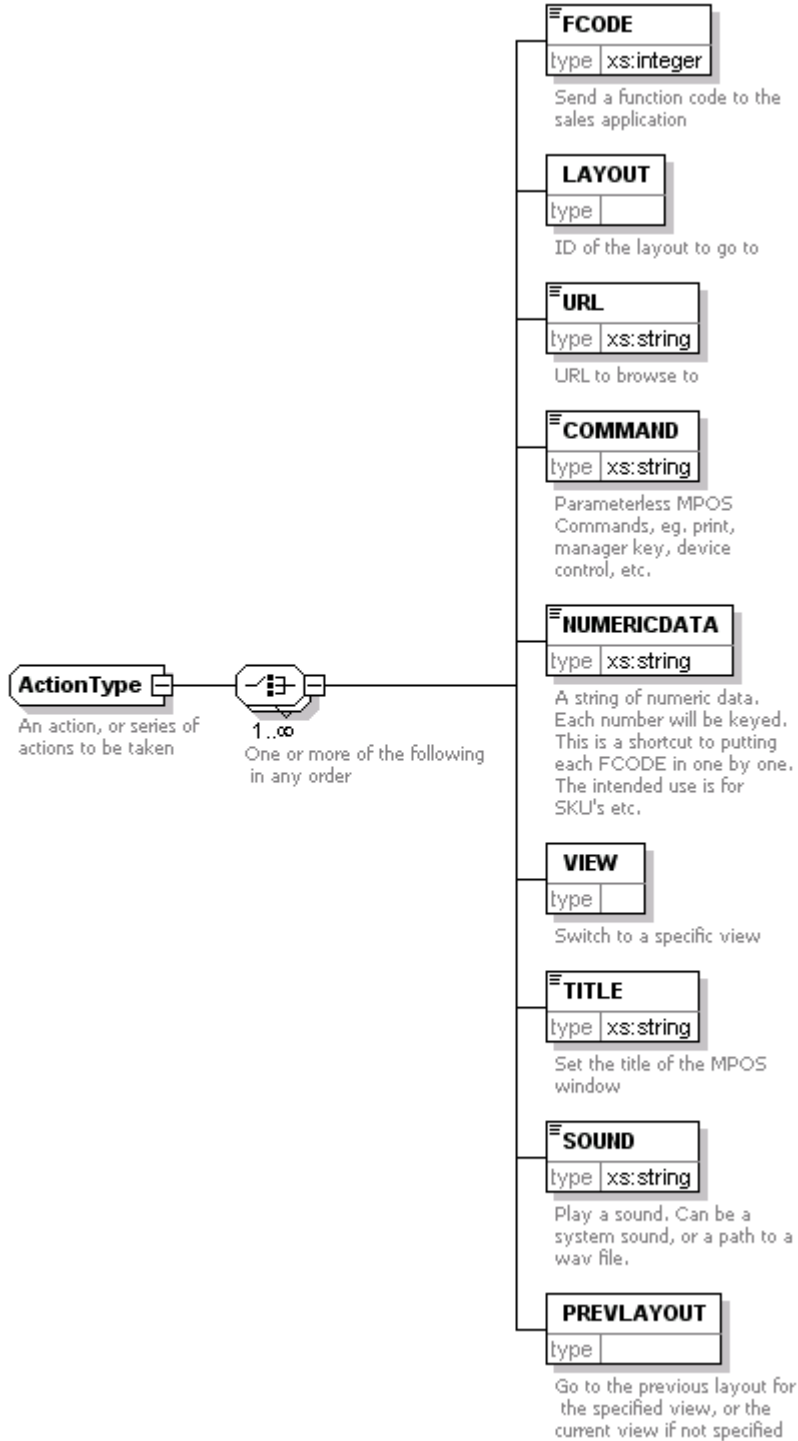 FCODE
type xs:integer
Send a function code to the
sales application
LAYOUT
type
ID of the layout to go to
URL
type xs:string
URL to browse to
COMMAND
type xs:string
Parameterless MPOS
Commands, eg. print,
manager key, device
control, etc.
NUMERICDATA
type xs:string
A string of numeric data.
Each number will be keyed.
This is a shortcut to putting
each FCODE in one by one.
The intended use is for
SKU's etc.
ActionType
An action, or series of
actions to be taken
1..∞
One or more of the following
in any order
VIEW
type
Switch to a specific view
TITLE
type xs:string
Set the title of the MPOS
window
SOUND
type xs:string
Play a sound. Can be a
system sound, or a path to a
wav file.
PREVLAYOUT
type
Go to the previous layout for
the specified view, or the
current view if not specified